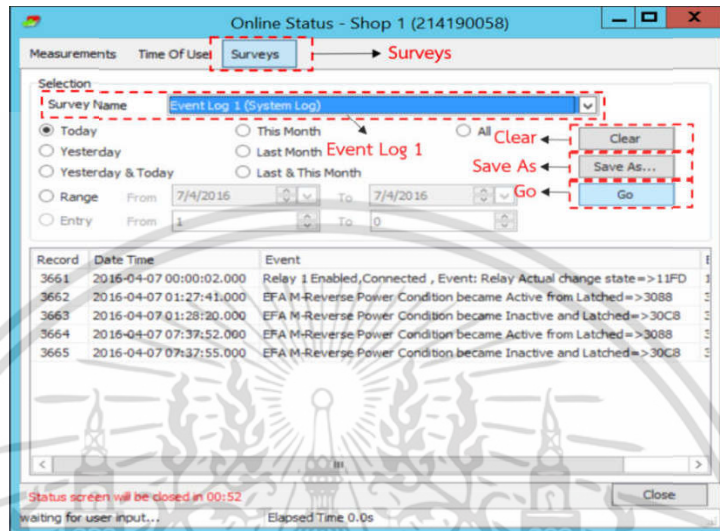 Online Status - Shop 1 (214190058)
Measurements Time Of Use Surveys Surveys
Selection
Survey Name Event Log 1 (System Log)
Today This Month All Clear Clear
Yesterday Last Month Event Log 1
Yesterday & Today Last & This Month Save As Save As...
Range From 7/4/2016 To 7/4/2016 Go Go
Entry From 1 To 0
Record Date Time Event E
3661 2016-04-07 00:00:02.000 Relay 1 Enabled,Connected , Event: Relay Actual change state=>11FD 1
3662 2016-04-07 01:27:41.000 EFA M-Reverse Power Condition became Active from Latched=>3088 3
3663 2016-04-07 01:28:20.000 EFA M-Reverse Power Condition became Inactive and Latched=>30C8 3
3664 2016-04-07 07:37:52.000 EFA M-Reverse Power Condition became Active from Latched=>3088 3
3665 2016-04-07 07:37:55.000 EFA M-Reverse Power Condition became Inactive and Latched=>30C8 3
Status screen will be closed in 00:52 Close
waiting for user input... Elapsed Time 0.0s